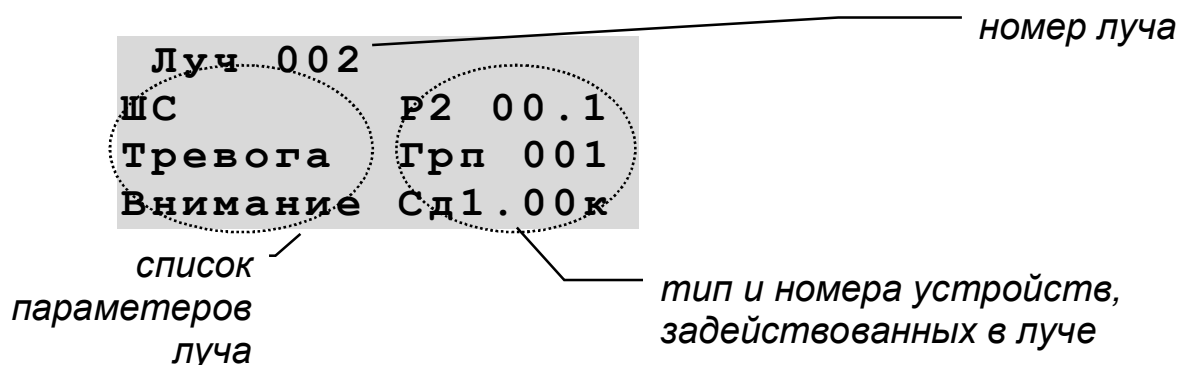 номер луча
Луч 002
ШС Р2 00.1
Тревога Грп 001
Внимание Сд1.00к
список
параметеров
луча
тип и номера устройств,
задействованных в луче